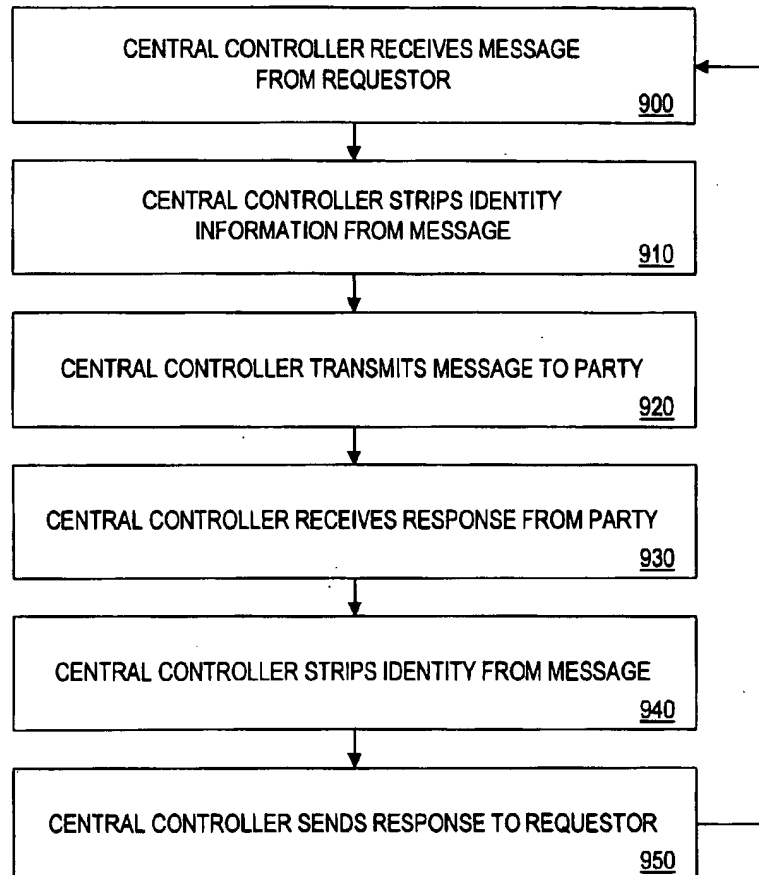 CENTRAL CONTROLLER RECEIVES MESSAGE
FROM REQUESTOR
900
CENTRAL CONTROLLER STRIPS IDENTITY
INFORMATION FROM MESSAGE
910
CENTRAL CONTROLLER TRANSMITS MESSAGE TO PARTY
920
CENTRAL CONTROLLER RECEIVES RESPONSE FROM PARTY
930
CENTRAL CONTROLLER STRIPS IDENTITY FROM MESSAGE
940
CENTRAL CONTROLLER SENDS RESPONSE TO REQUESTOR
950